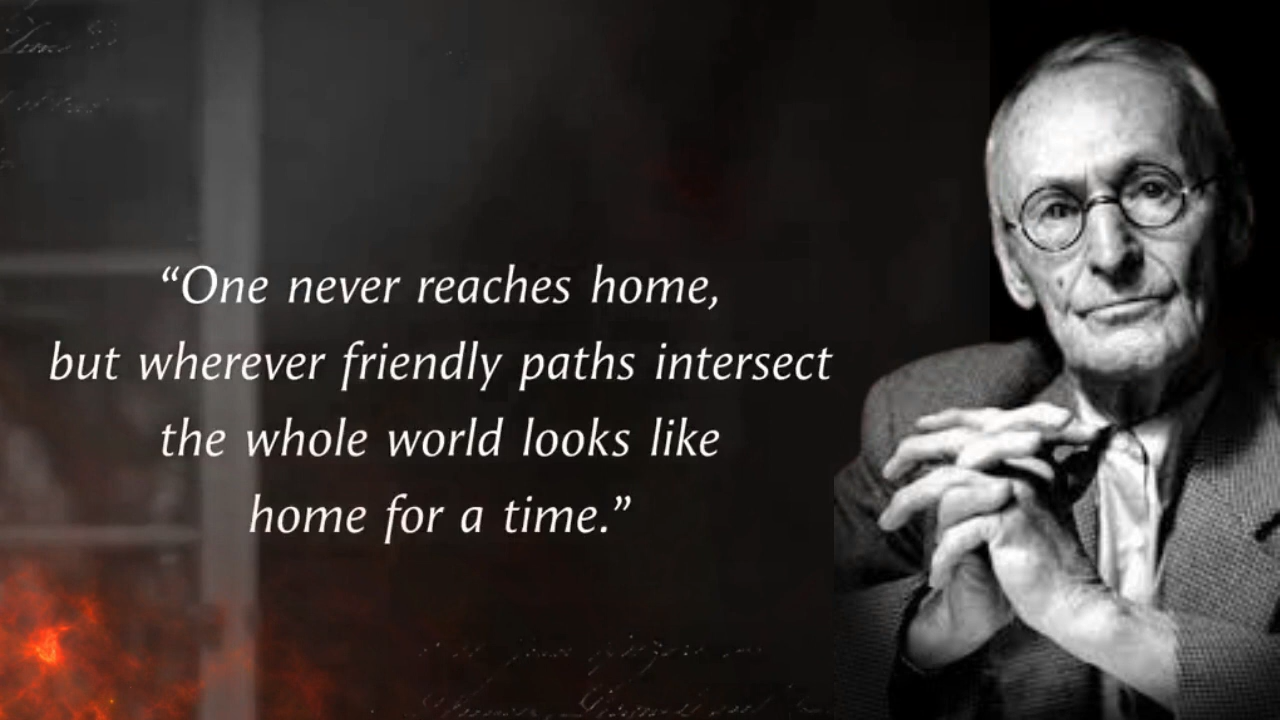 “One never reaches home,
but wherever friendly paths intersect
the whole world looks like
home for a time.”